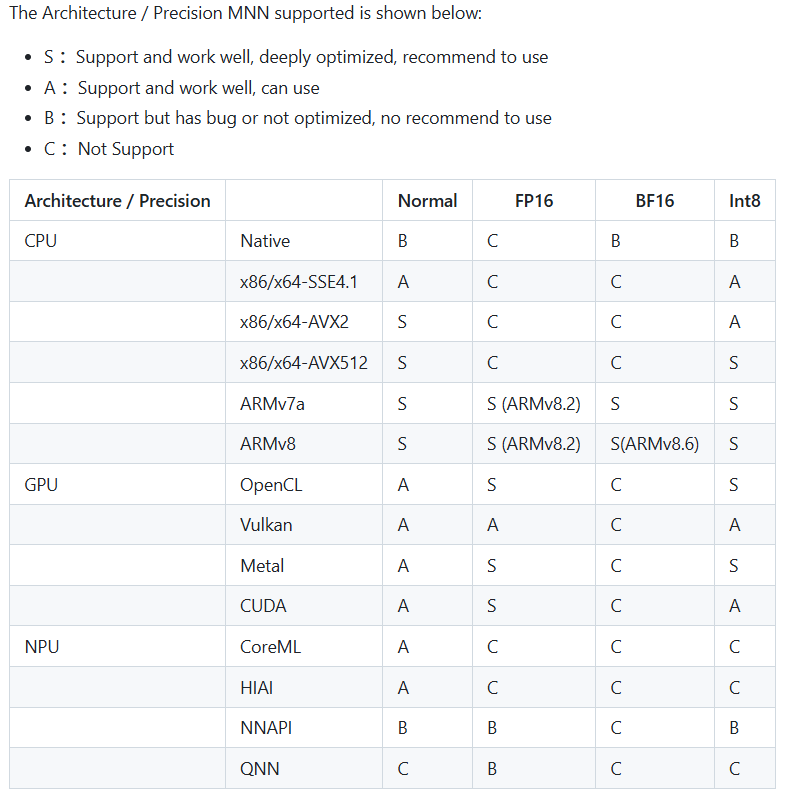 The Architecture / Precision MNN supported is shown below:
S： Support and work well, deeply optimized, recommend to use
A： Support and work well, can use
B： Support but has bug or not optimized, no recommend to use
C： Not Support
Architecture / Precision Normal FP16 BF16 Int8
CPU Native B C B B
x86/x64-SSE4.1 A C C A
x86/x64-AVX2 S C C A
x86/x64-AVX512 S C C S
ARMv7a S S (ARMv8.2) S S
ARMv8 S S (ARMv8.2) S(ARMv8.6) S
GPU OpenCL A S C S
Vulkan A A C A
Metal A S C S
CUDA A S C A
NPU CoreML A C C C
HIAI A C C C
NNAPI B B C B
QNN C B C C